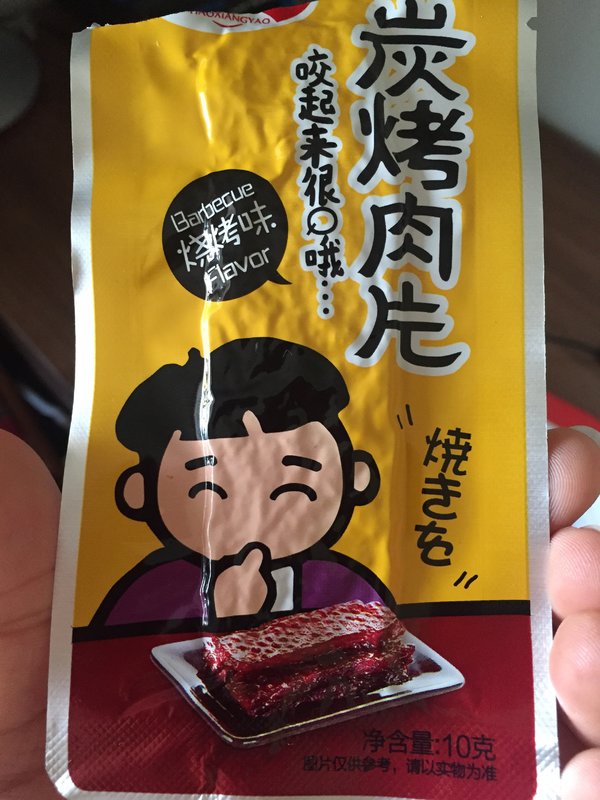 炭烤肉片
咬起来很Q哦...
Barbecue
烧烤味
Flavor
"焼きを"
净含量:10克
图片仅供参考，请以实物为准